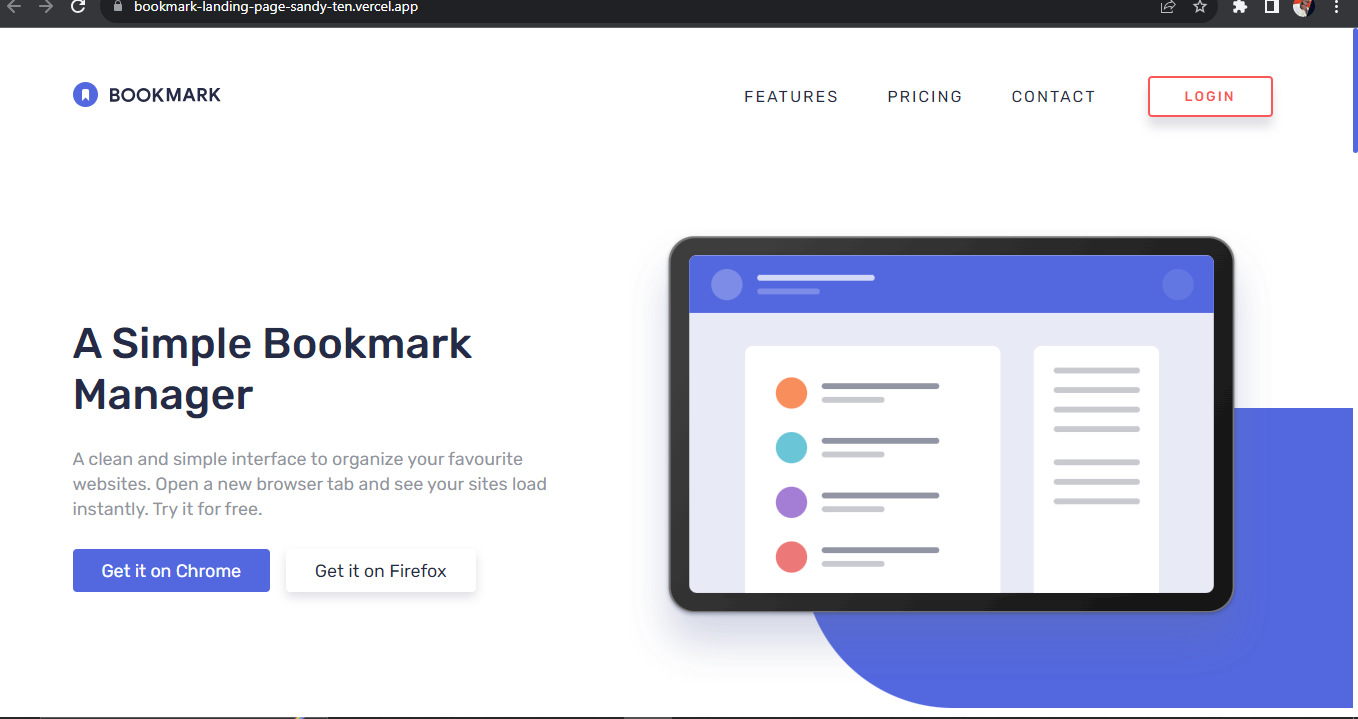 bookmark-landing-page-sandy-ten.vercel.app
BOOKMARK
FEATURES
PRICING
CONTACT
LOGIN
A Simple Bookmark
Manager
A clean and simple interface to organize your favourite
websites. Open a new browser tab and see your sites load
instantly. Try it for free.
Get it on Chrome
Get it on Firefox